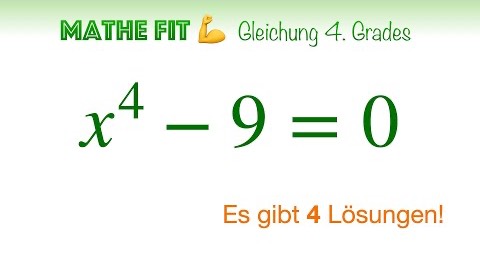 MATHE FIT 💪 Gleichung 4. Grades
x⁴ − 9 = 0
Es gibt 4 Lösungen!